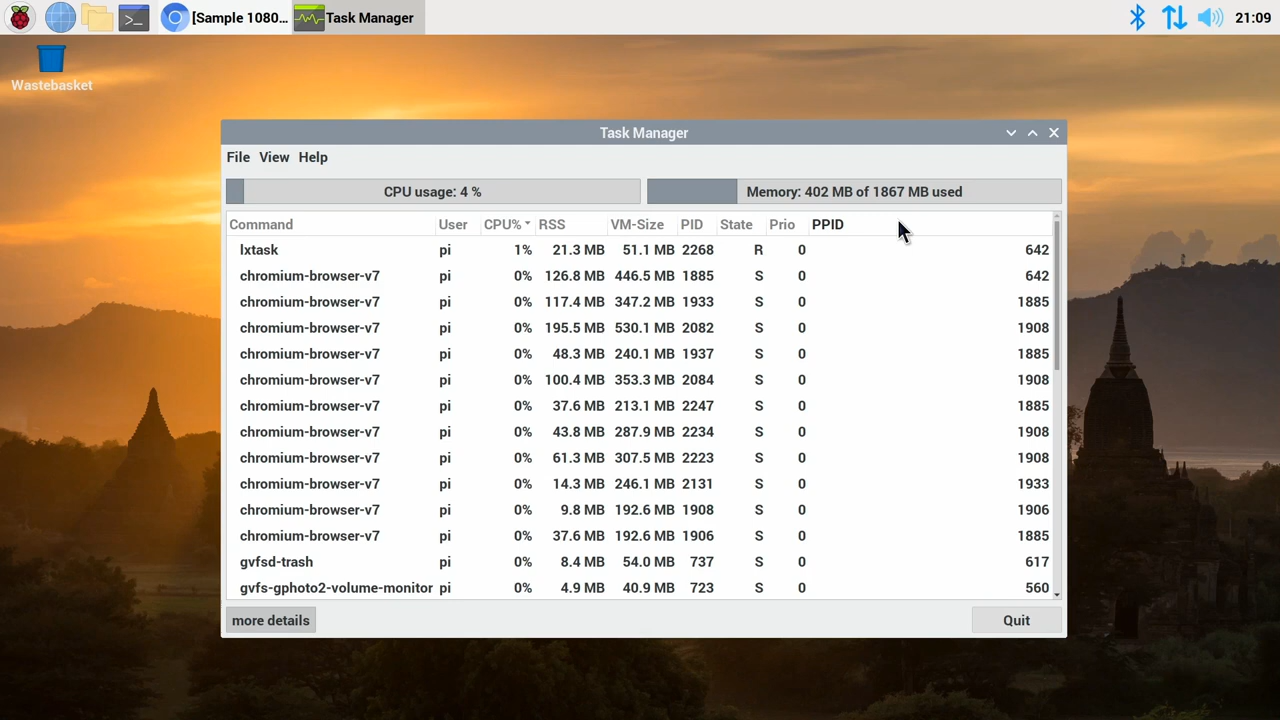 [Sample 1080... Task Manager 21:09
Wastebasket
Task Manager
File View Help
CPU usage: 4 % Memory: 402 MB of 1867 MB used
Command User CPU% RSS VM-Size PID State Prio PPID
lxtask pi 1% 21.3 MB 51.1 MB 2268 R 0 642
chromium-browser-v7 pi 0% 126.8 MB 446.5 MB 1885 S 0 642
chromium-browser-v7 pi 0% 117.4 MB 347.2 MB 1933 S 0 1885
chromium-browser-v7 pi 0% 195.5 MB 530.1 MB 2082 S 0 1908
chromium-browser-v7 pi 0% 48.3 MB 240.1 MB 1937 S 0 1885
chromium-browser-v7 pi 0% 100.4 MB 353.3 MB 2084 S 0 1908
chromium-browser-v7 pi 0% 37.6 MB 213.1 MB 2247 S 0 1885
chromium-browser-v7 pi 0% 43.8 MB 287.9 MB 2234 S 0 1908
chromium-browser-v7 pi 0% 61.3 MB 307.5 MB 2223 S 0 1908
chromium-browser-v7 pi 0% 14.3 MB 246.1 MB 2131 S 0 1933
chromium-browser-v7 pi 0% 9.8 MB 192.6 MB 1908 S 0 1906
chromium-browser-v7 pi 0% 37.6 MB 192.6 MB 1906 S 0 1885
gvfsd-trash pi 0% 8.4 MB 54.0 MB 737 S 0 617
gvfs-gphoto2-volume-monitor pi 0% 4.9 MB 40.9 MB 723 S 0 560
more details Quit